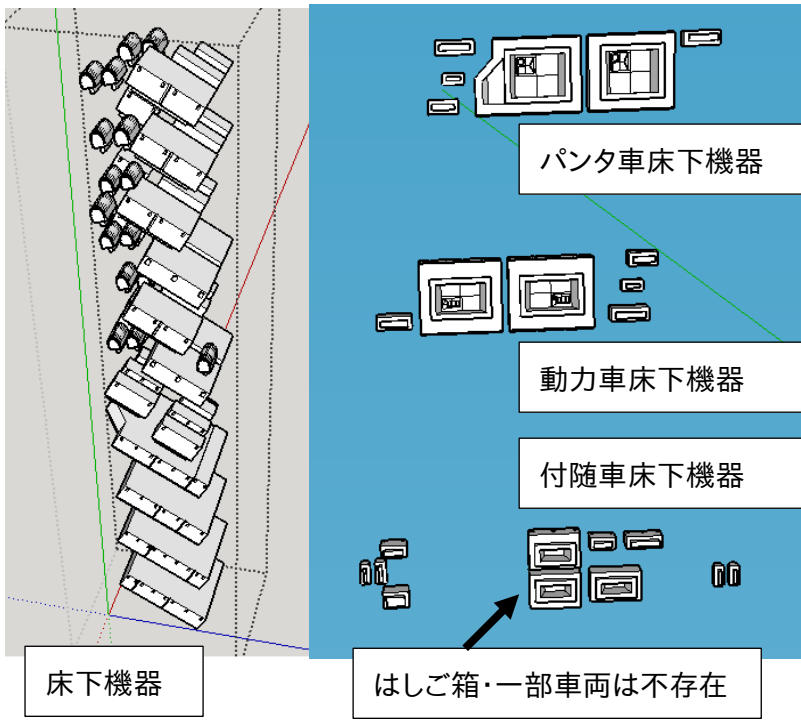 パンタ車床下機器
動力車床下機器
付随車床下機器
床下機器
はしご箱・一部車両は不存在